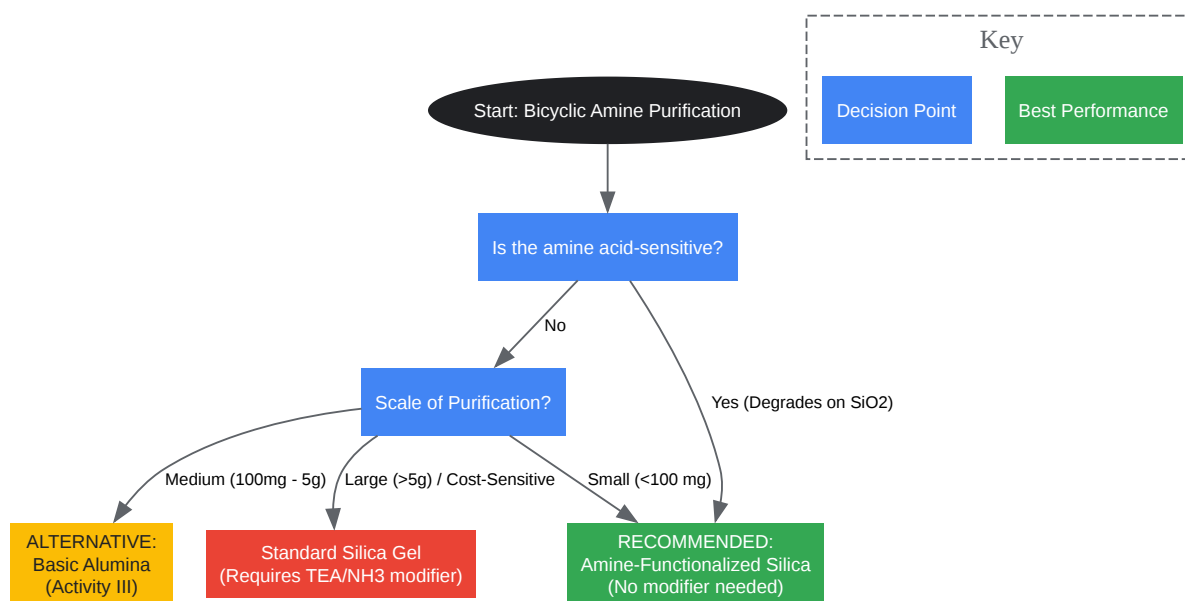 Key
Decision Point
Best Performance
Start: Bicyclic Amine Purification
Is the amine acid-sensitive?
No
Yes (Degrades on SiO2)
Scale of Purification?
Medium (100mg - 5g)
Large (>5g) / Cost-Sensitive
Small (<100 mg)
ALTERNATIVE:
Basic Alumina
(Activity III)
Standard Silica Gel
(Requires TEA/NH3 modifier)
RECOMMENDED:
Amine-Functionalized Silica
(No modifier needed)